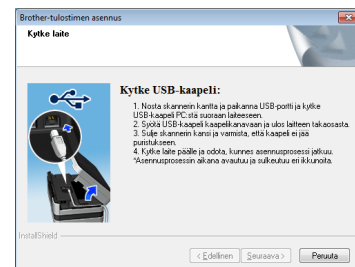 Brother-tulostimen asennus
Kytke laite
Kytke USB-kaapeli:
1. Nosta skannerin kantta ja paikanna USB-portti ja kytke
USB-kaapeli PC:stä suoraan laiteeseen.
2. Syötä USB-kaapeli kaapelikanavaan ja ulos laitteen takaosasta.
3. Sulje skannerin kansi ja varmista, että kaapeli ei jää
puristukseen.
4. Kytke laite päälle ja odota, kunnes asennusprosessi jatkuu.
*Asennusprosessin aikana avautuu ja sulkeutuu eri ikkunoita.
InstallShield
< Edellinen
Seuraava >
Peruuta